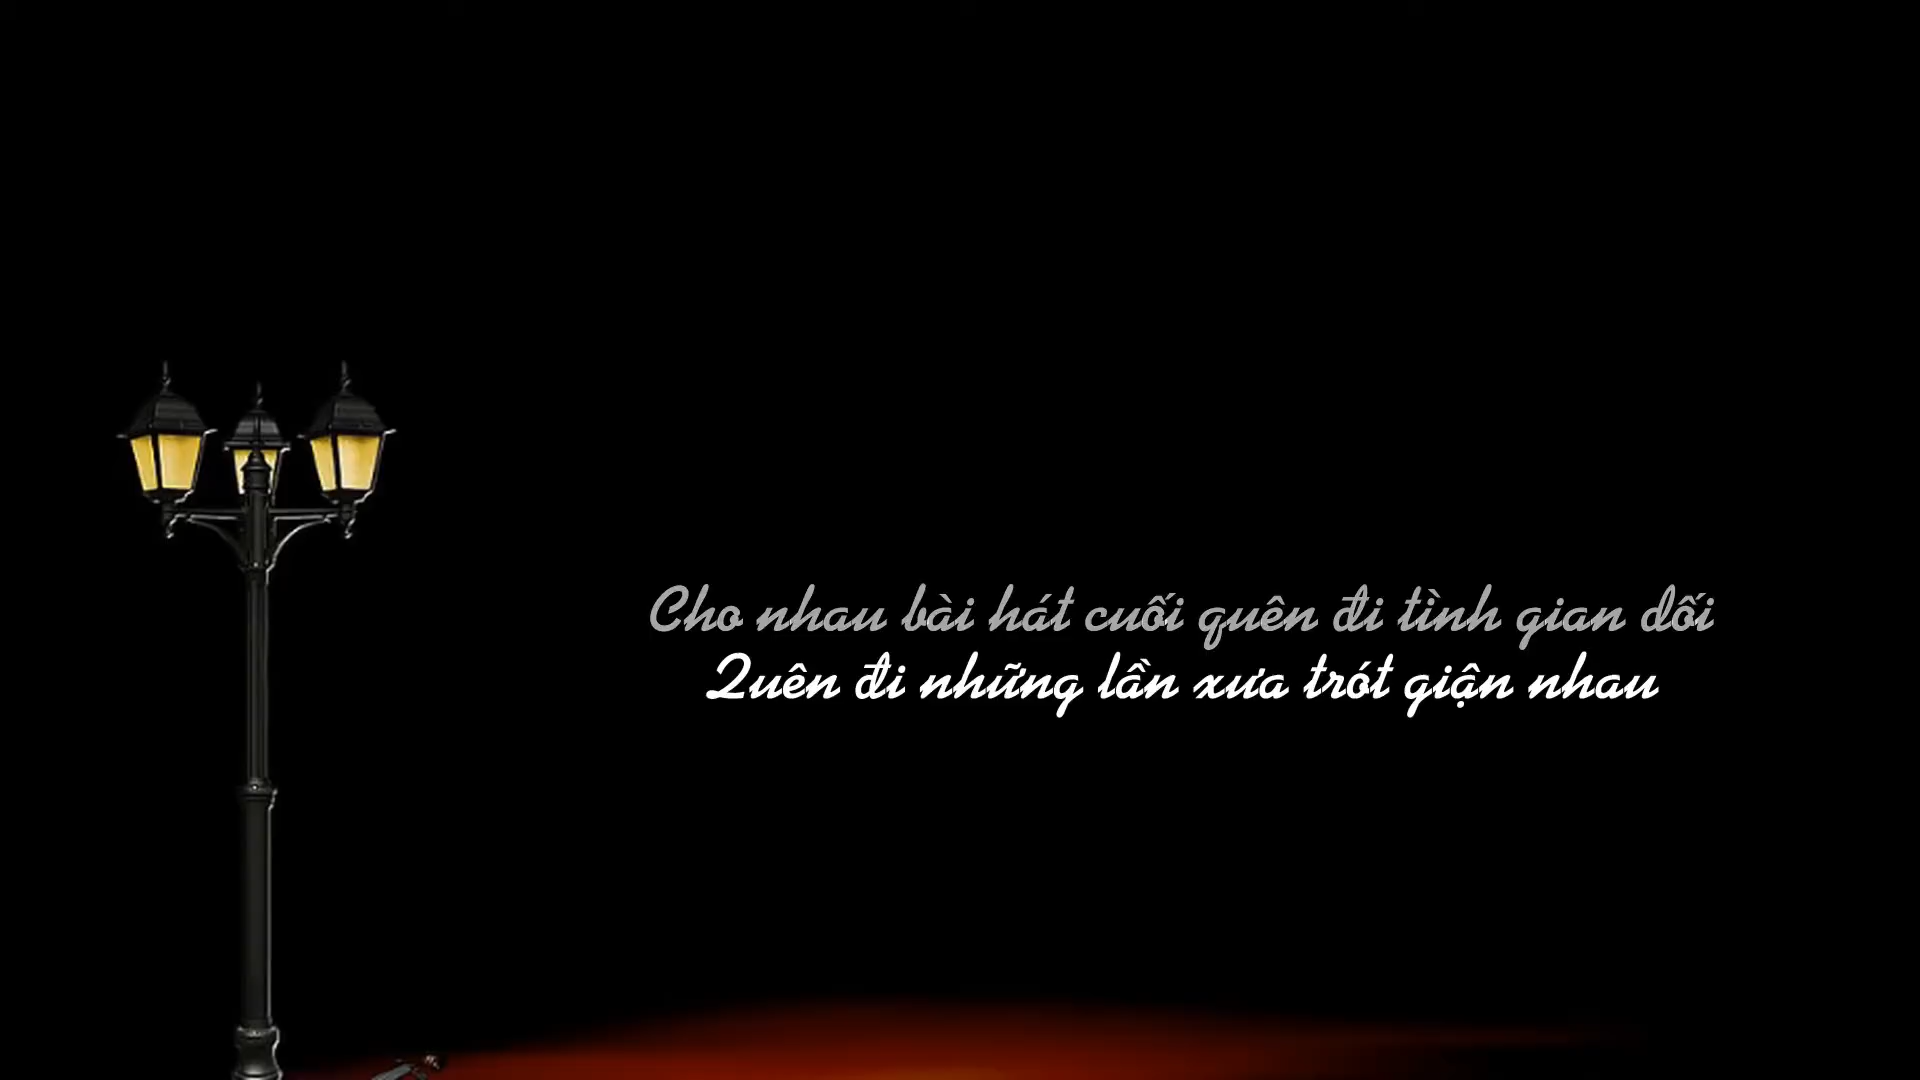 Cho nhau bài hát cuối quên đi tình gian dối
Quên đi những lần xưa trót giận nhau